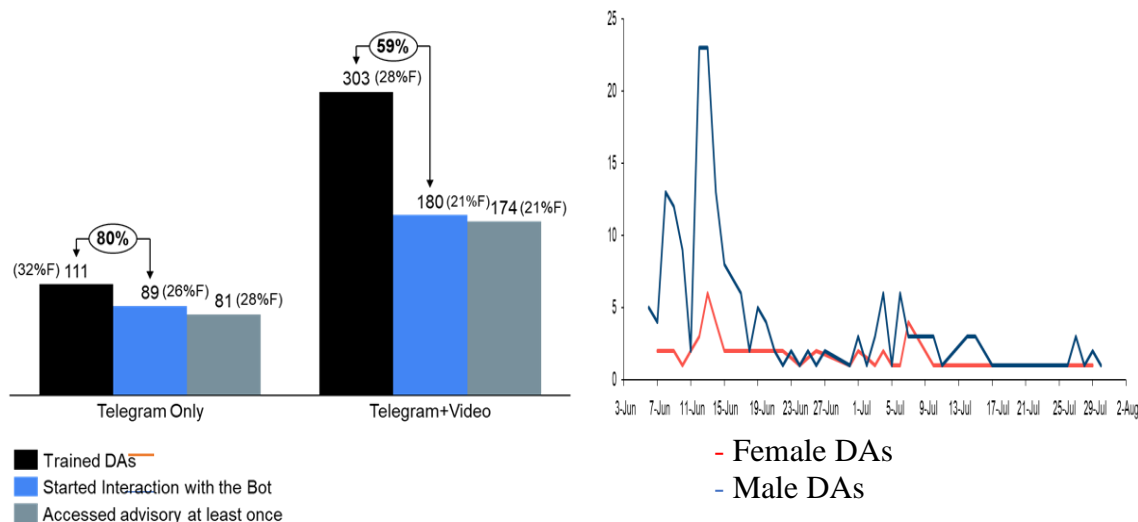 59%
303 (28%F)
180 (21%F)
174 (21%F)
80%
(32%F) 111
89 (26%F)
81 (28%F)
Telegram Only
Telegram+Video
Trained DAs
Started Interaction with the Bot
Accessed advisory at least once
25
20
15
10
5
0
3-Jun 7-Jun 11-Jun 15-Jun 19-Jun 23-Jun 27-Jun 1-Jul 5-Jul 9-Jul 13-Jul 17-Jul 21-Jul 25-Jul 29-Jul 2-Aug
- Female DAs
- Male DAs